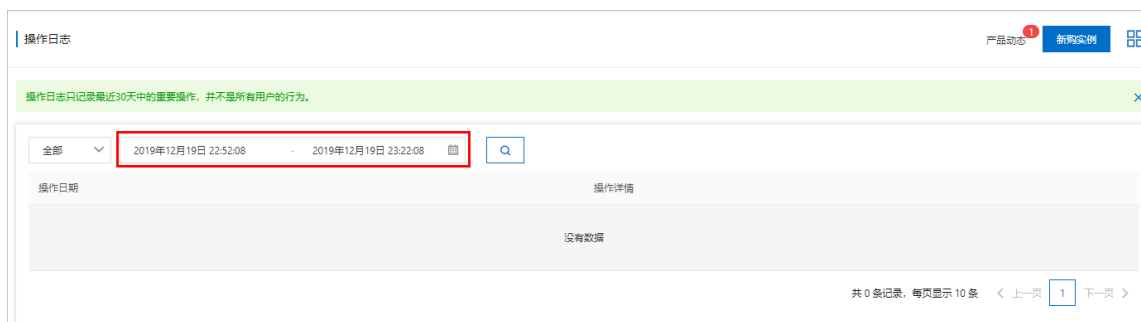 操作日志
产品动态 1 新购实例
操作日志只记录最近30天中的重要操作，并不是所有用户的行为。
全部 2019年12月19日 22:52:08 - 2019年12月19日 23:22:08
操作日期 操作详情
没有数据
共 0 条记录，每页显示 10 条 上一页 1 下一页